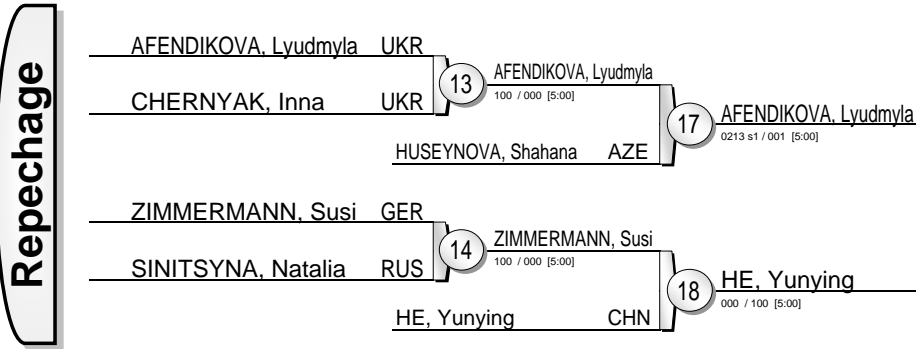 Repechage
AFENDIKOVA, Lyudmyla UKR
CHERNYAK, Inna UKR
13
AFENDIKOVA, Lyudmyla
100 / 000 [5:00]
HUSEYNOVA, Shahana AZE
17
AFENDIKOVA, Lyudmyla
0213 s1 / 001 [5:00]
ZIMMERMANN, Susi GER
SINITSYNA, Natalia RUS
14
ZIMMERMANN, Susi
100 / 000 [5:00]
HE, Yunying CHN
18
HE, Yunying
000 / 100 [5:00]